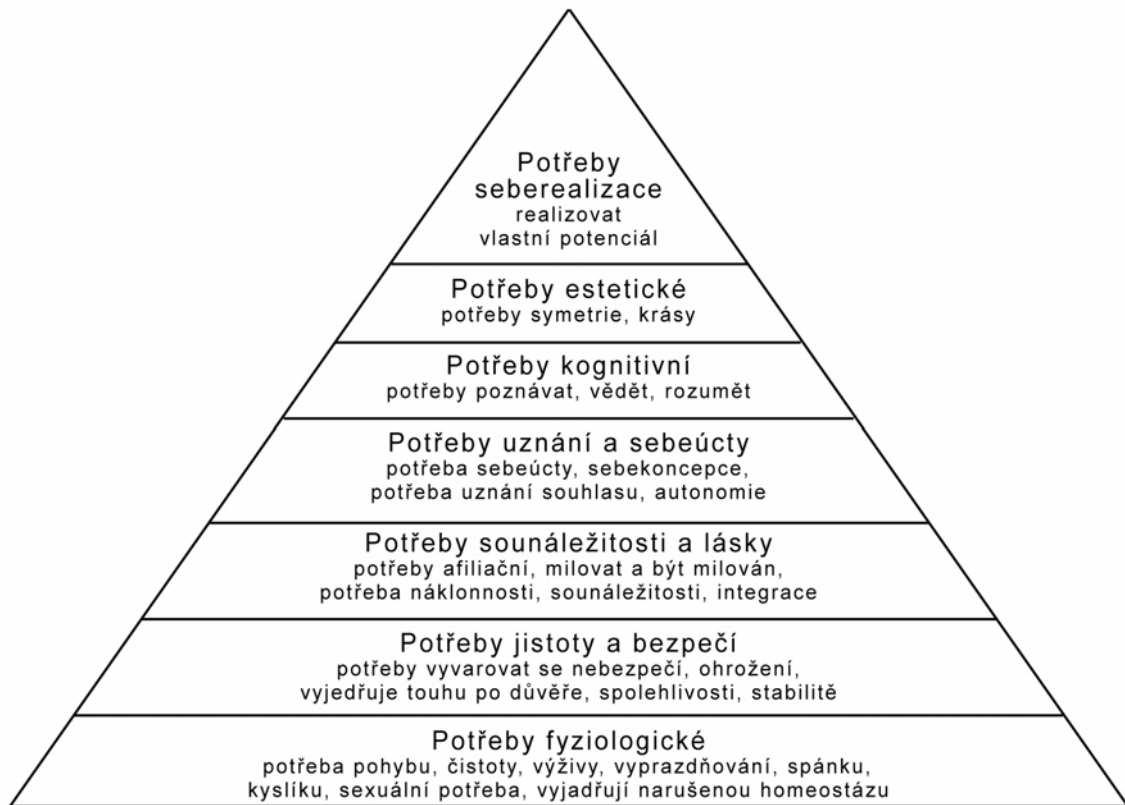 Potřeby
seberealizace
realizovat
vlastní potenciál
Potřeby estetické
potřeby symetrie, krásy
Potřeby kognitivní
potřeby poznávat, vědět, rozumět
Potřeby uznání a sebeúcty
potřeba sebeúcty, sebekoncepce,
potřeba uznání souhlasu, autonomie
Potřeby sounáležitosti a lásky
potřeby afiliační, milovat a být milován,
potřeba náklonnosti, sounáležitosti, integrace
Potřeby jistoty a bezpečí
potřeby vyvarovat se nebezpečí, ohrožení,
vyjedřuje touhu po důvěře, spolehlivosti, stabilitě
Potřeby fyziologické
potřeba pohybu, čistoty, výživy, vyprazdňování, spánku,
kyslíku, sexuální potřeba, vyjadřují narušenou homeostázu